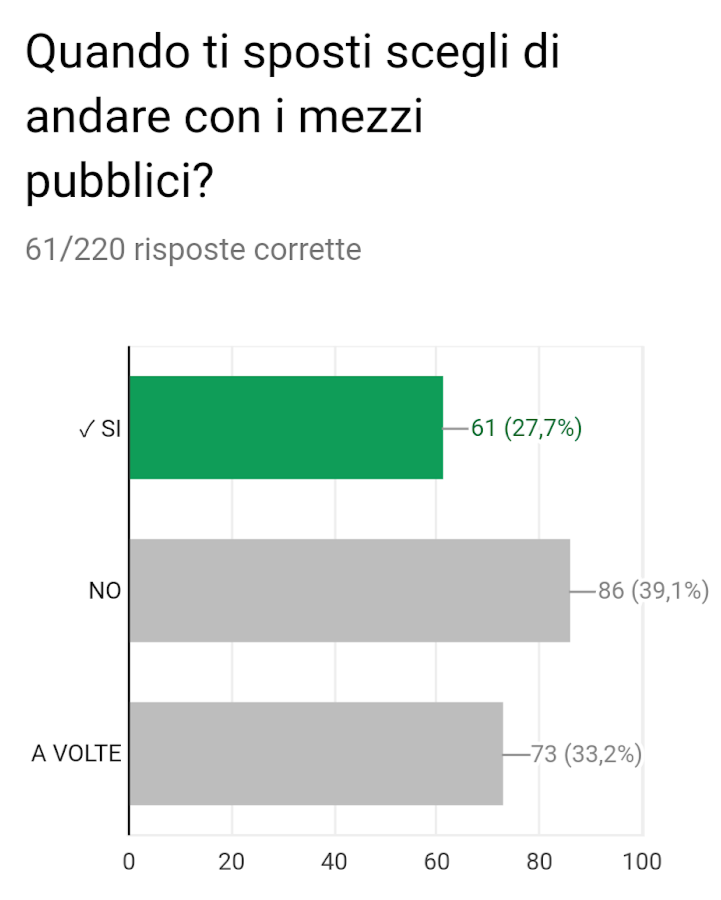 Quando ti sposti scegli di
andare con i mezzi
pubblici?
61/220 risposte corrette
✓ SI
61 (27,7%)
NO
86 (39,1%)
A VOLTE
73 (33,2%)
0 20 40 60 80 100